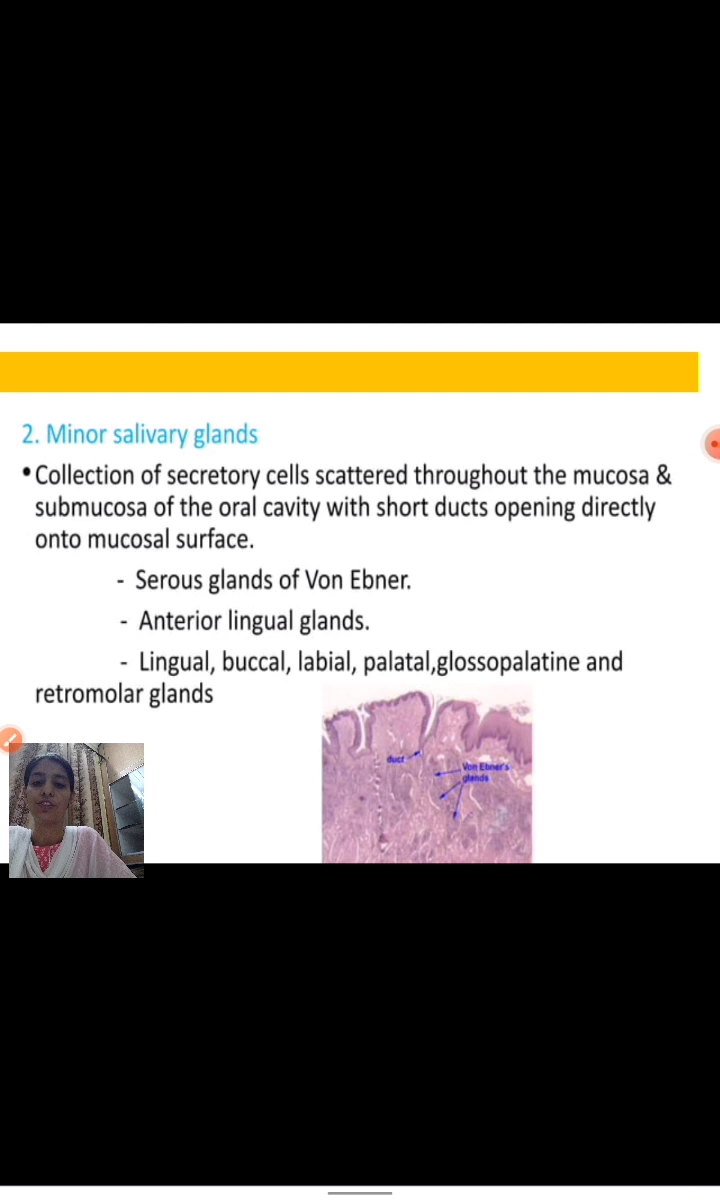 2. Minor salivary glands
•Collection of secretory cells scattered throughout the mucosa &
submucosa of the oral cavity with short ducts opening directly
onto mucosal surface.
- Serous glands of Von Ebner.
- Anterior lingual glands.
- Lingual, buccal, labial, palatal,glossopalatine and
retromolar glands
duct
Von Ebner's
glands